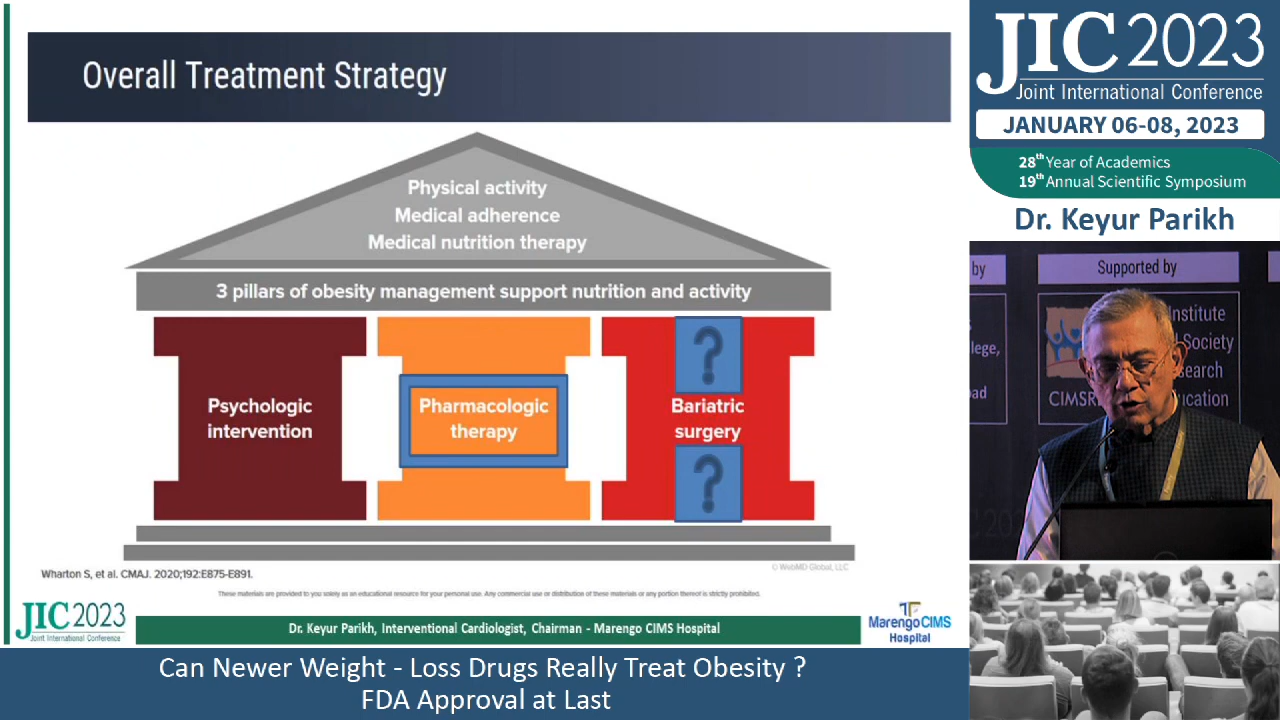 Overall Treatment Strategy
Physical activity
Medical adherence
Medical nutrition therapy
3 pillars of obesity management support nutrition and activity
Psychologic
intervention
Pharmacologic
therapy
?
Bariatric
surgery
?
© WebMD Global, LLC
Wharton S, et al. CMAJ. 2020;192:E875-E891.
These materials are provided to you solely as an educational resource for your personal use. Any commercial use or distribution of these materials or any portion thereof is strictly prohibited.
JIC2023
Joint International Conference
Dr. Keyur Parikh, Interventional Cardiologist, Chairman - Marengo CIMS Hospital
Marengo CIMS
Hospital
Can Newer Weight - Loss Drugs Really Treat Obesity ?
FDA Approval at Last
JIC 2023
Joint International Conference
JANUARY 06-08, 2023
28th Year of Academics
19th Annual Scientific Symposium
Dr. Keyur Parikh
by
Supported by
Institute
Society
CIMSR